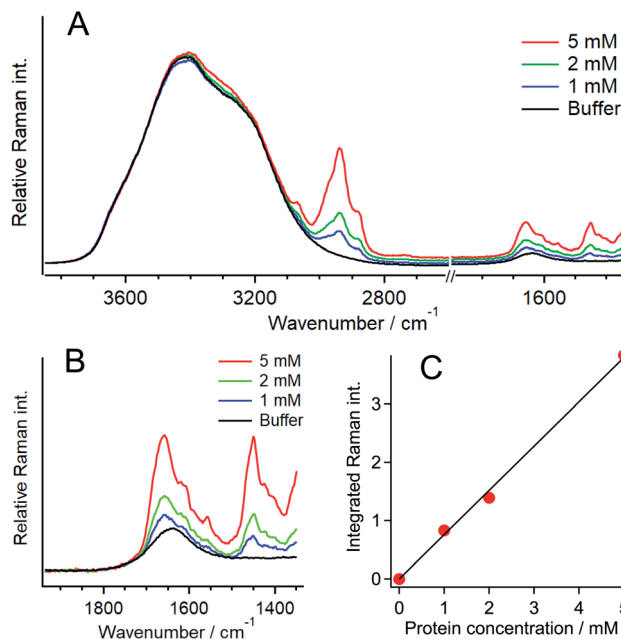 A
5 mM
2 mM
1 mM
Buffer
Relative Raman int.
3600
3200
2800
1600
Wavenumber / cm-1
B
5 mM
2 mM
1 mM
Buffer
Relative Raman int.
1800
1600
1400
Wavenumber / cm-1
C
Integrated Raman int.
3
2
1
0
0
1
2
3
4
5
Protein concentration / mM